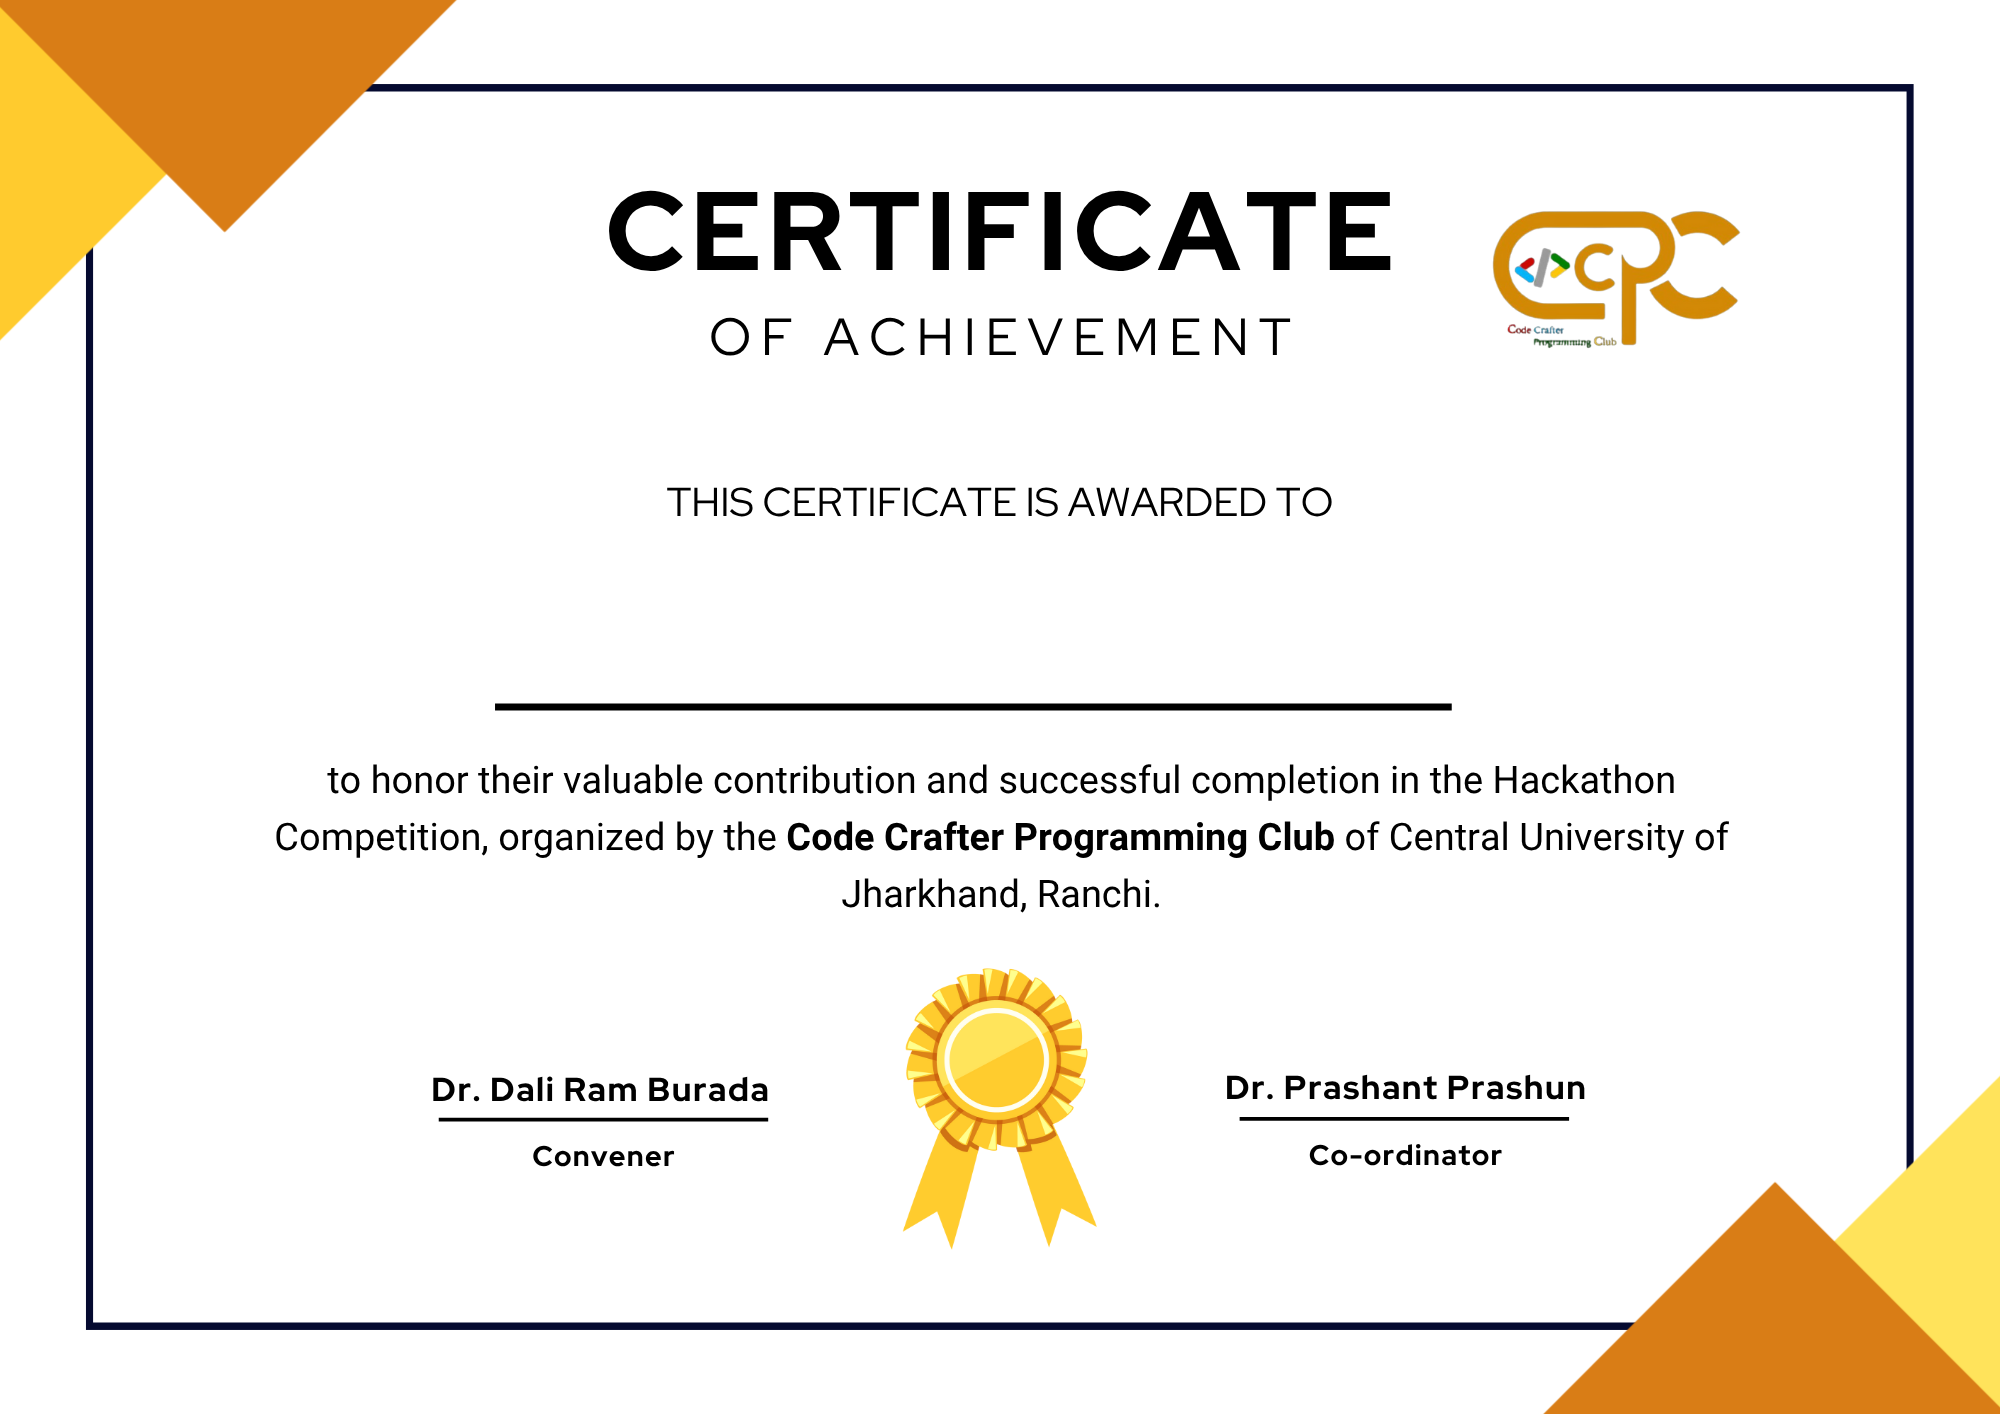 CERTIFICATE
OF ACHIEVEMENT
CPC
Code Crafter
Programming Club
THIS CERTIFICATE IS AWARDED TO
to honor their valuable contribution and successful completion in the Hackathon
Competition, organized by the Code Crafter Programming Club of Central University of
Jharkhand, Ranchi.
Dr. Dali Ram Burada
Convener
Dr. Prashant Prashun
Co-ordinator